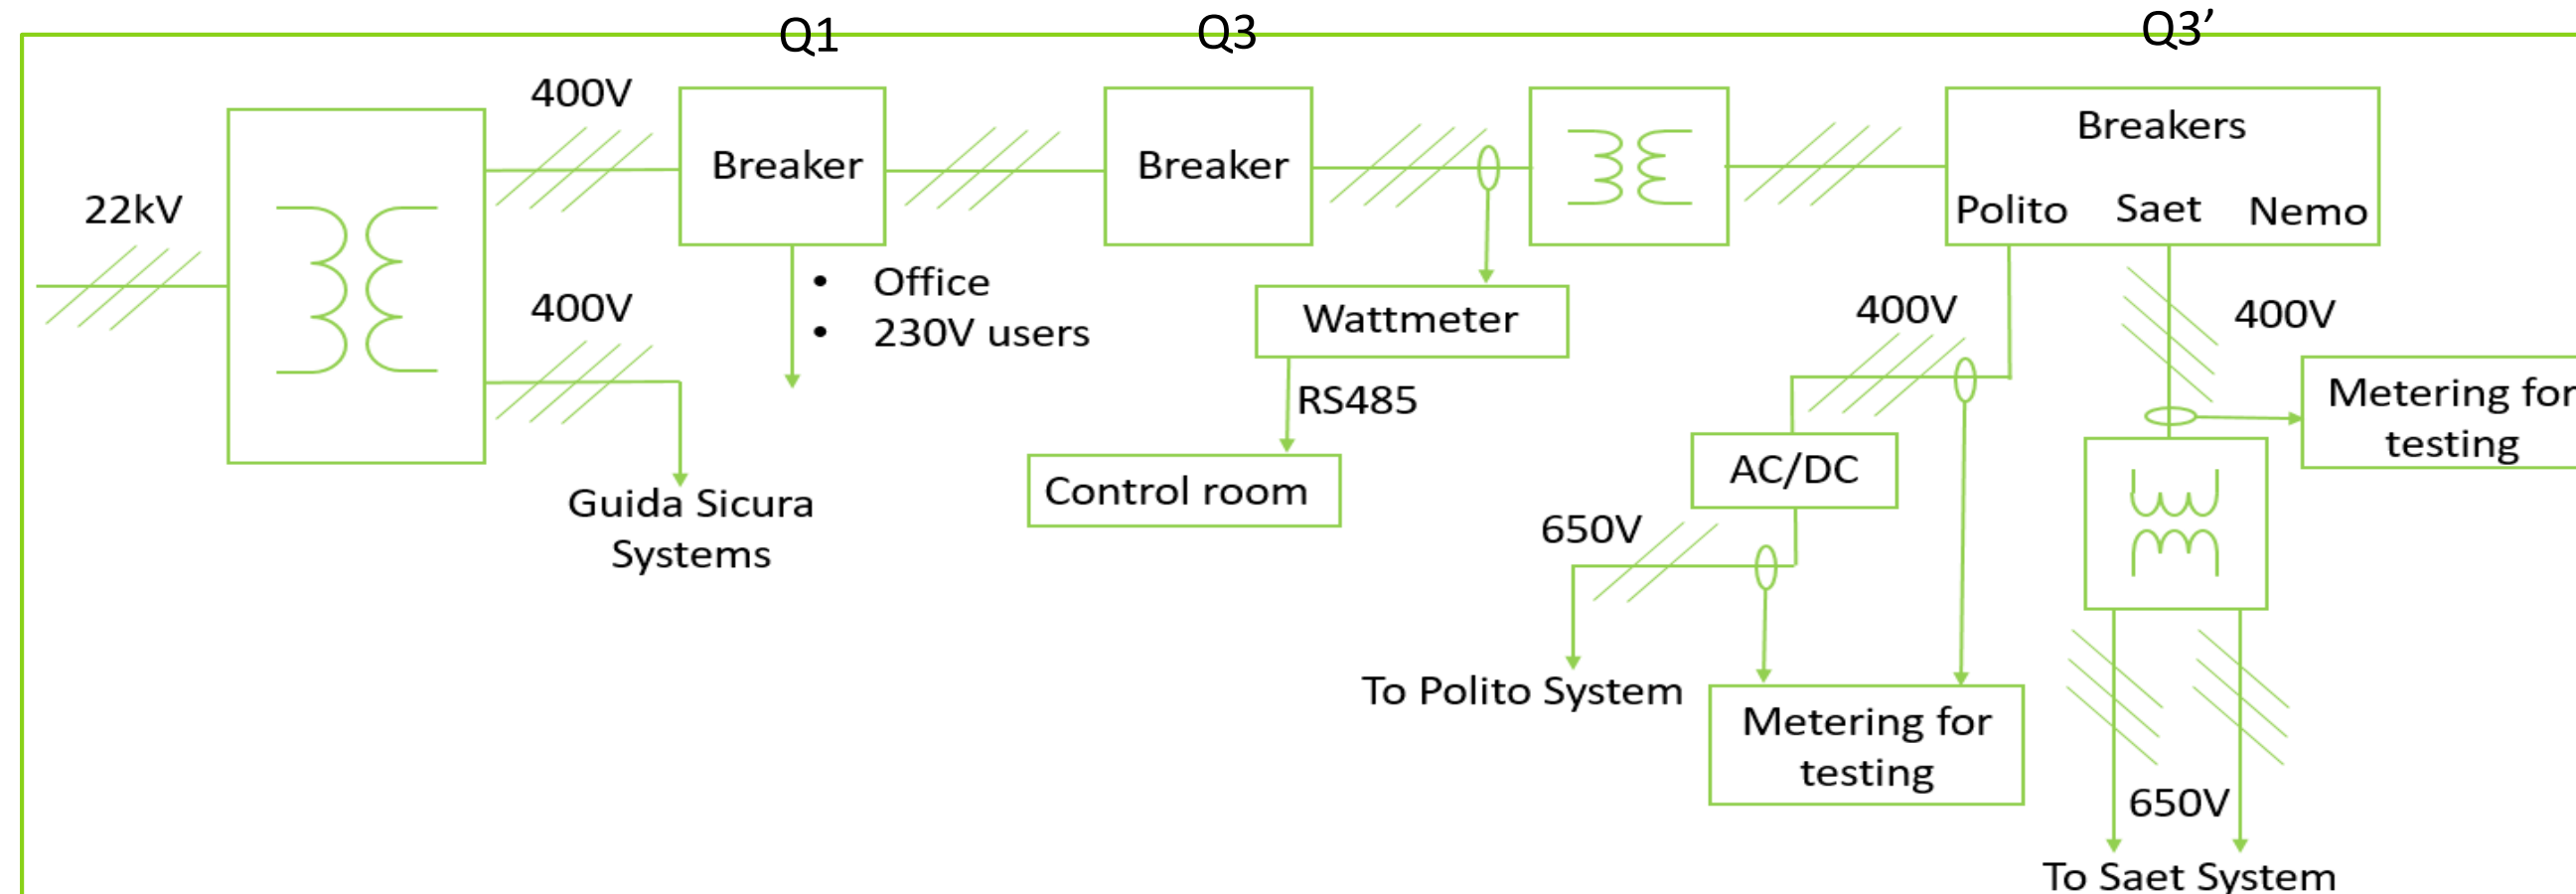 Q1
Q3
Q3’
400V
22kV
Breaker
• Office
• 230V users
400V
Guida Sicura
Systems
Breaker
Wattmeter
RS485
Control room
Breakers
Polito Saet Nemo
400V
AC/DC
650V
To Polito System
Metering for
testing
400V
Metering for
testing
650V
To Saet System